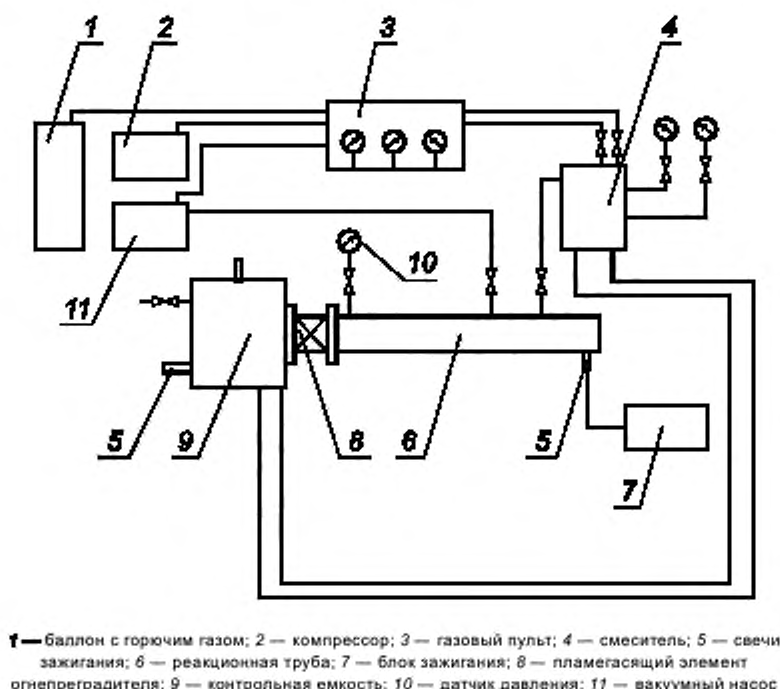 1 2 3 4
10
11
5 9 8 6 5
7
1 — баллон с горючим газом; 2 — компрессор; 3 — газовый пульт; 4 — смеситель; 5 — свечи
зажигания; 6 — реакционная труба; 7 — блок зажигания; 8 — пламегасящий элемент
огнепреградителя; 9 — контрольная емкость; 10 — датчик давления; 11 — вакуумный насос